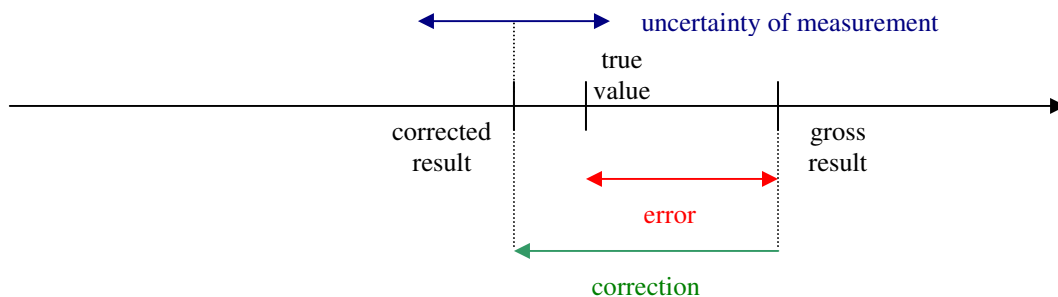 uncertainty of measurement
true
value
corrected
result
gross
result
error
correction